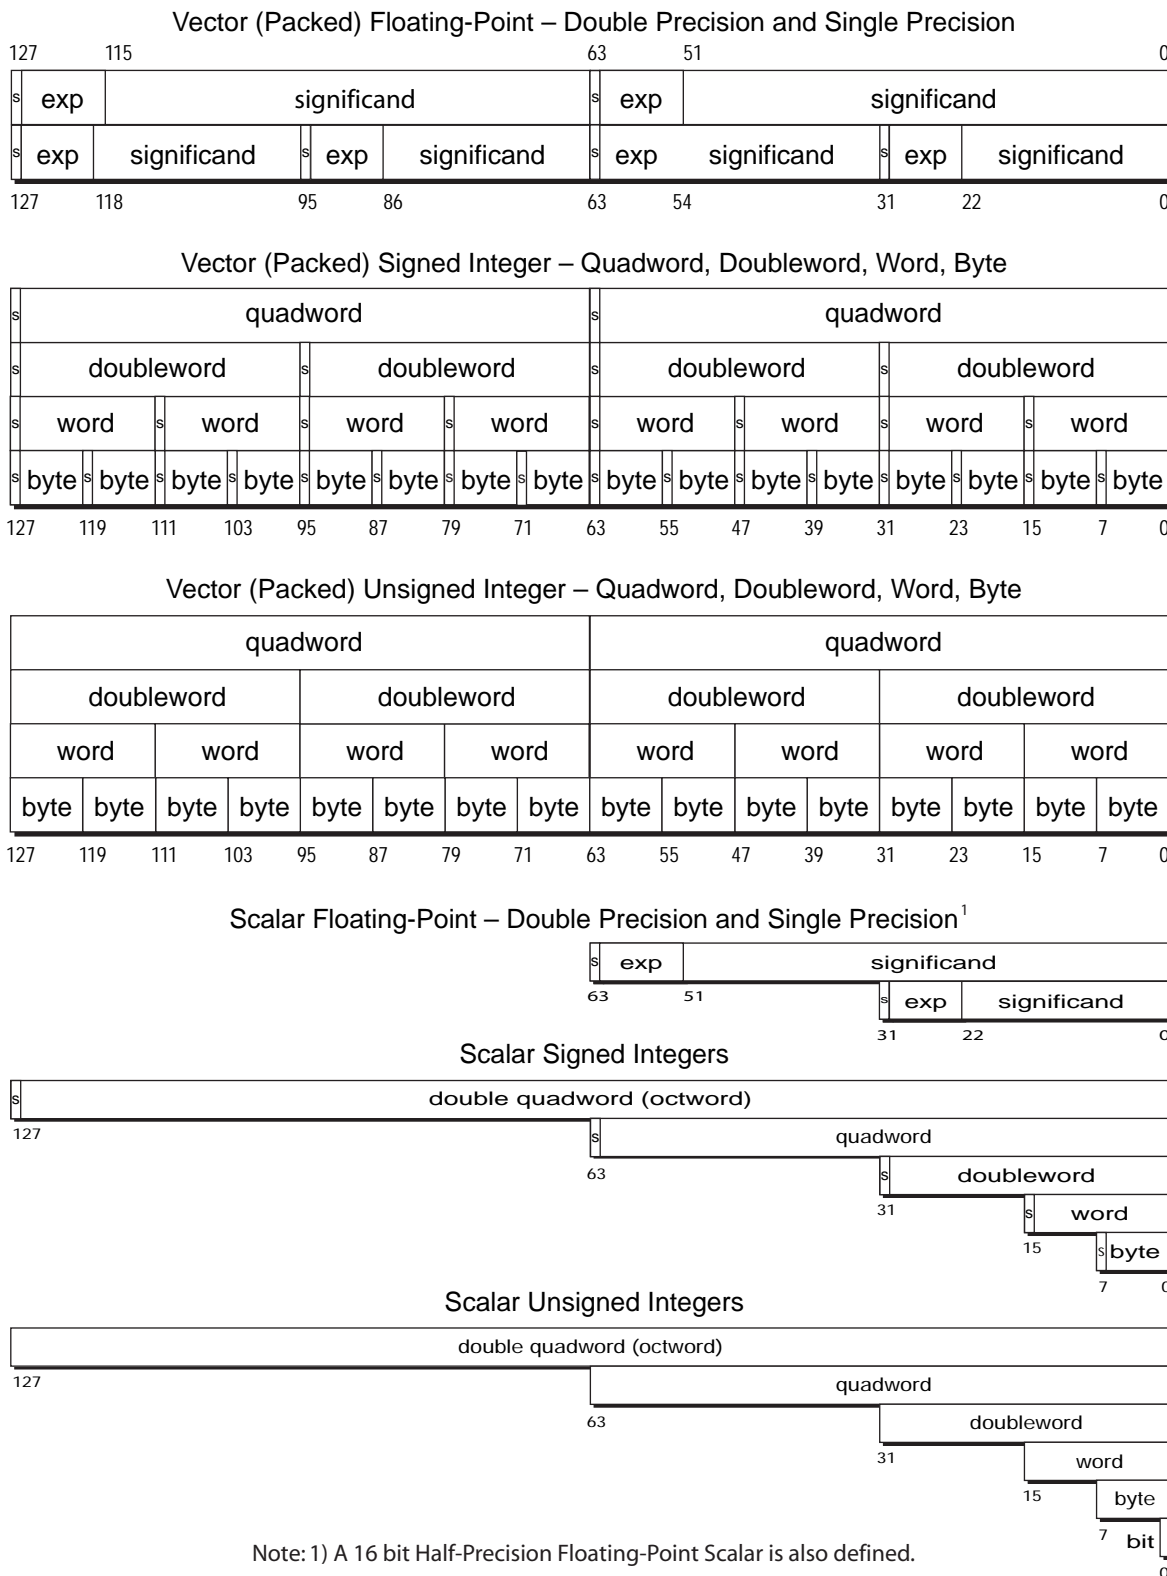 Vector (Packed) Floating-Point – Double Precision and Single Precision
127 115 63 51 0
s exp significand s exp significand
s exp significand s exp significand s exp significand s exp significand
127 118 95 86 63 54 31 22 0
Vector (Packed) Signed Integer – Quadword, Doubleword, Word, Byte
s quadword s quadword
s doubleword s doubleword s doubleword s doubleword
s word s word s word s word s word s word s word s word
s byte s byte s byte s byte s byte s byte s byte s byte s byte s byte s byte s byte s byte s byte s byte s byte
127 119 111 103 95 87 79 71 63 55 47 39 31 23 15 7 0
Vector (Packed) Unsigned Integer – Quadword, Doubleword, Word, Byte
quadword quadword
doubleword doubleword doubleword doubleword
word word word word word word word word
byte byte byte byte byte byte byte byte byte byte byte byte byte byte byte byte
127 119 111 103 95 87 79 71 63 55 47 39 31 23 15 7 0
Scalar Floating-Point – Double Precision and Single Precision1
s exp significand
63 51
s exp significand
31 22 0
Scalar Signed Integers
s double quadword (octword)
127
s quadword
63
s doubleword
31
s word
15
s byte
7 0
Scalar Unsigned Integers
double quadword (octword)
127
quadword
63
doubleword
31
word
15
byte
7
bit
0
Note: 1) A 16 bit Half-Precision Floating-Point Scalar is also defined.